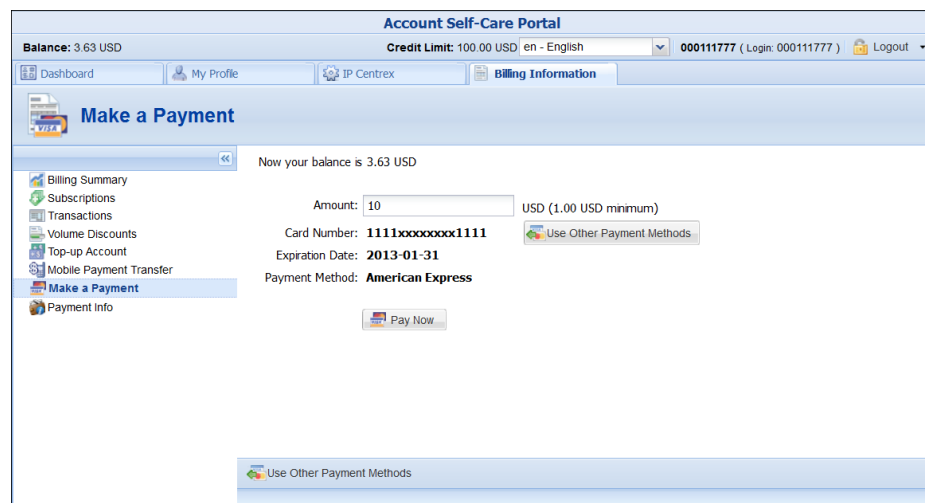 Account Self-Care Portal
Balance: 3.63 USD Credit Limit: 100.00 USD en - English 000111777 ( Login: 000111777 ) Logout
Dashboard My Profile IP Centrex Billing Information
VISA Make a Payment
Now your balance is 3.63 USD
Billing Summary
Subscriptions
Transactions
Volume Discounts
Top-up Account
Mobile Payment Transfer
Make a Payment
Payment Info
Amount: 10 USD (1.00 USD minimum)
Card Number: 1111xxxxxxx1111 Use Other Payment Methods
Expiration Date: 2013-01-31
Payment Method: American Express
Pay Now
Use Other Payment Methods